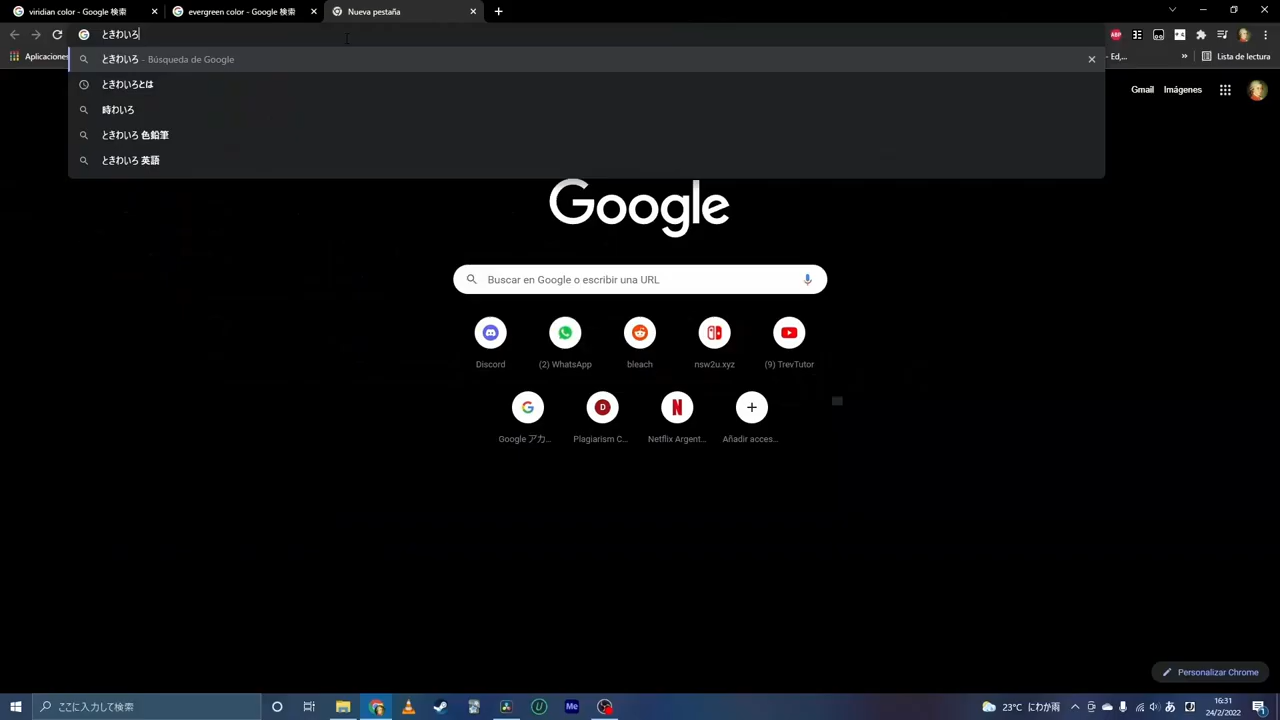 viridian color - Google 検索
evergreen color - Google 検索
Nueva pestaña
ときわいろ
Aplicaciones
Ed,...
»
Lista de lectura
ときわいろ - Búsqueda de Google
ときわいろとは
時わいろ
ときわいろ 色鉛筆
ときわいろ 英語
Gmail
Imágenes
Google
Buscar en Google o escribir una URL
Discord
(2) WhatsApp
bleach
nsw2u.xyz
(9) TrevTutor
Google アカ...
Plagiarism C...
Netflix Argent...
Añadir acces...
Personalizar Chrome
ここに入力して検索
23°C にわか雨
あ
16:31
24/2/2022